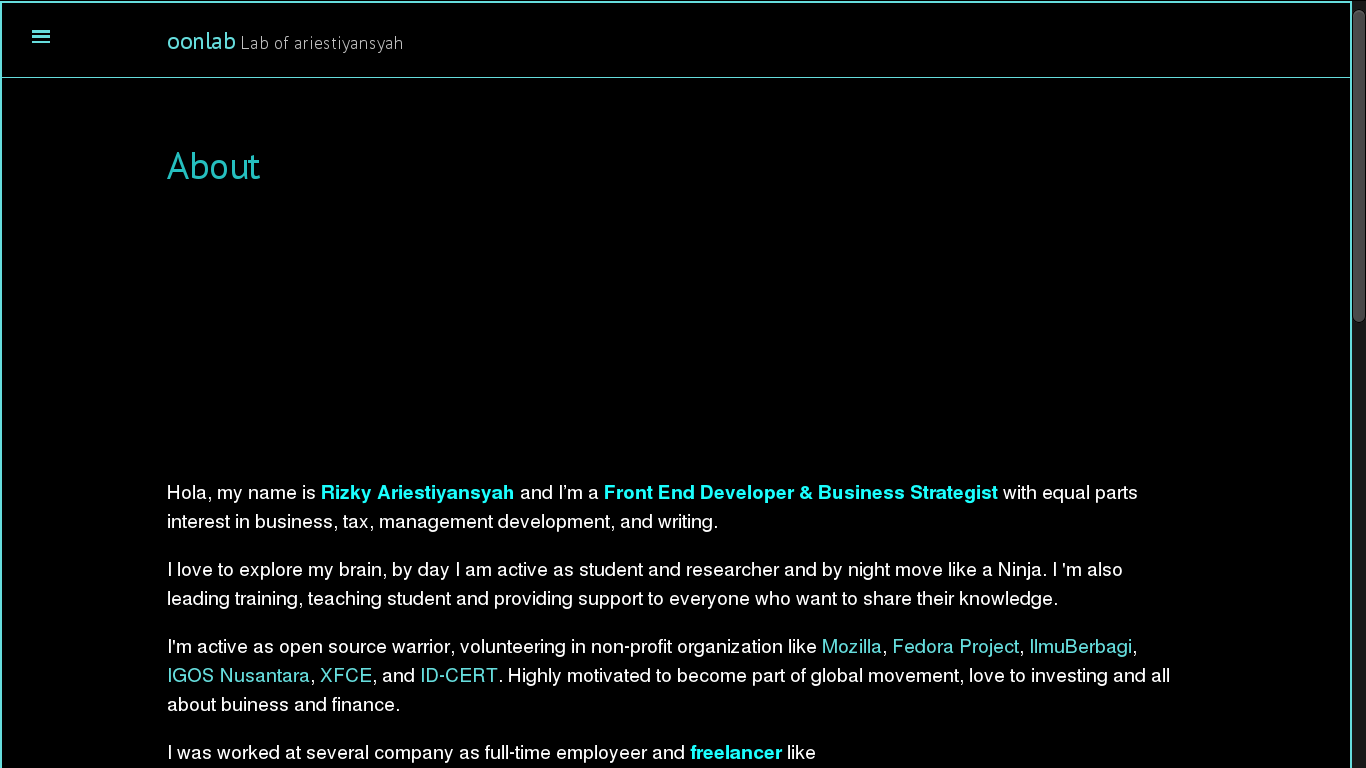 oonlab Lab of ariestiyansyah
About
Hola, my name is Rizky Ariestiyansyah and I'm a Front End Developer & Business Strategist with equal parts
interest in business, tax, management development, and writing.
I love to explore my brain, by day I am active as student and researcher and by night move like a Ninja. I 'm also
leading training, teaching student and providing support to everyone who want to share their knowledge.
I'm active as open source warrior, volunteering in non-profit organization like Mozilla, Fedora Project, IlmuBerbagi,
IGOS Nusantara, XFCE, and ID-CERT. Highly motivated to become part of global movement, love to investing and all
about buiness and finance.
I was worked at several company as full-time employeer and freelancer like